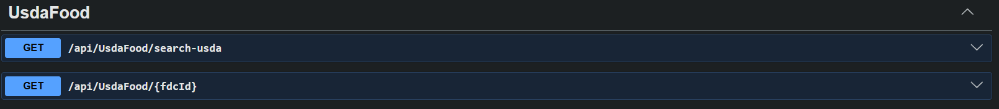 UsdaFood
GET /api/UsdaFood/search-usda
GET /api/UsdaFood/{fdcId}